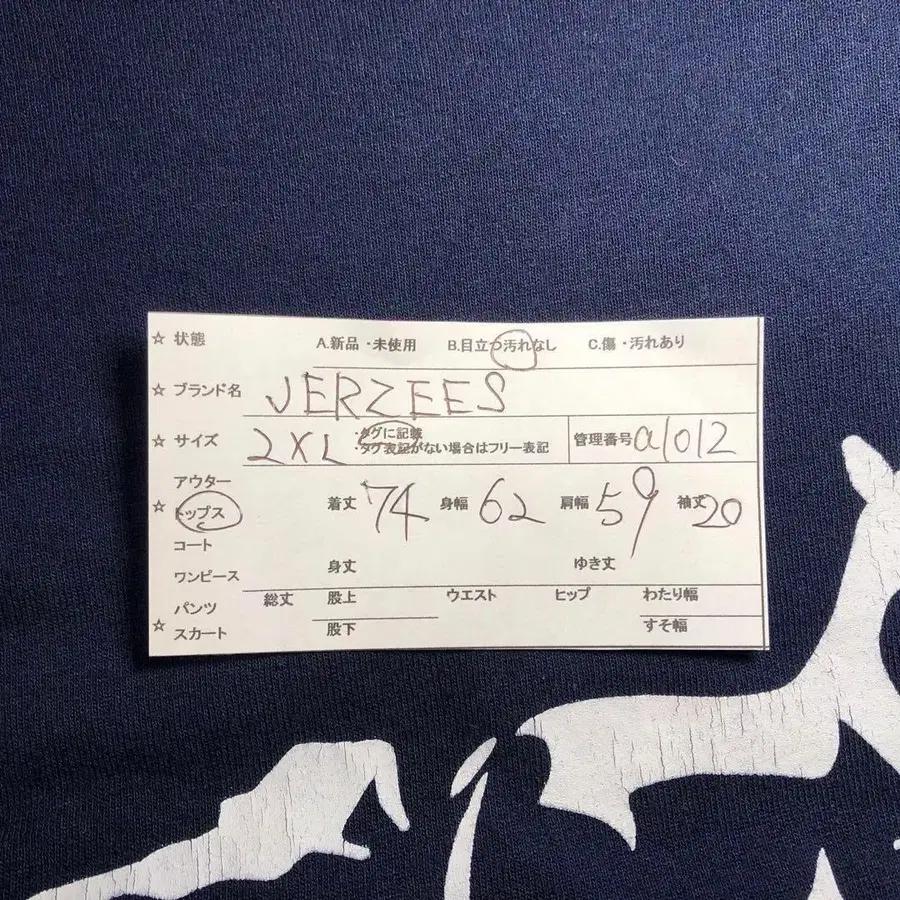 ☆ 状態 A.新品・未使用 B.目立つ汚れなし C.傷・汚れあり
☆ ブランド名 JERZEES
☆ サイズ 2XL ・タグに記載 管理番号 a1012
・タグ表記がない場合はフリー表記
アウター
☆ トップス 着丈 74 身幅 62 肩幅 59 袖丈 20
コート
ワンピース 身丈 ゆき丈
パンツ 総丈 股上 ウエスト ヒップ わたり幅
☆ スカート 股下 すそ幅